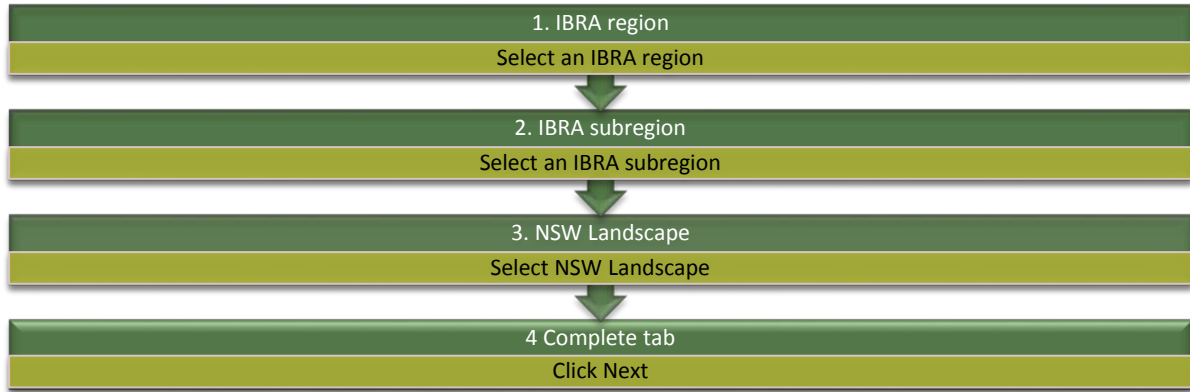 1. IBRA region
Select an IBRA region
2. IBRA subregion
Select an IBRA subregion
3. NSW Landscape
Select NSW Landscape
4 Complete tab
Click Next